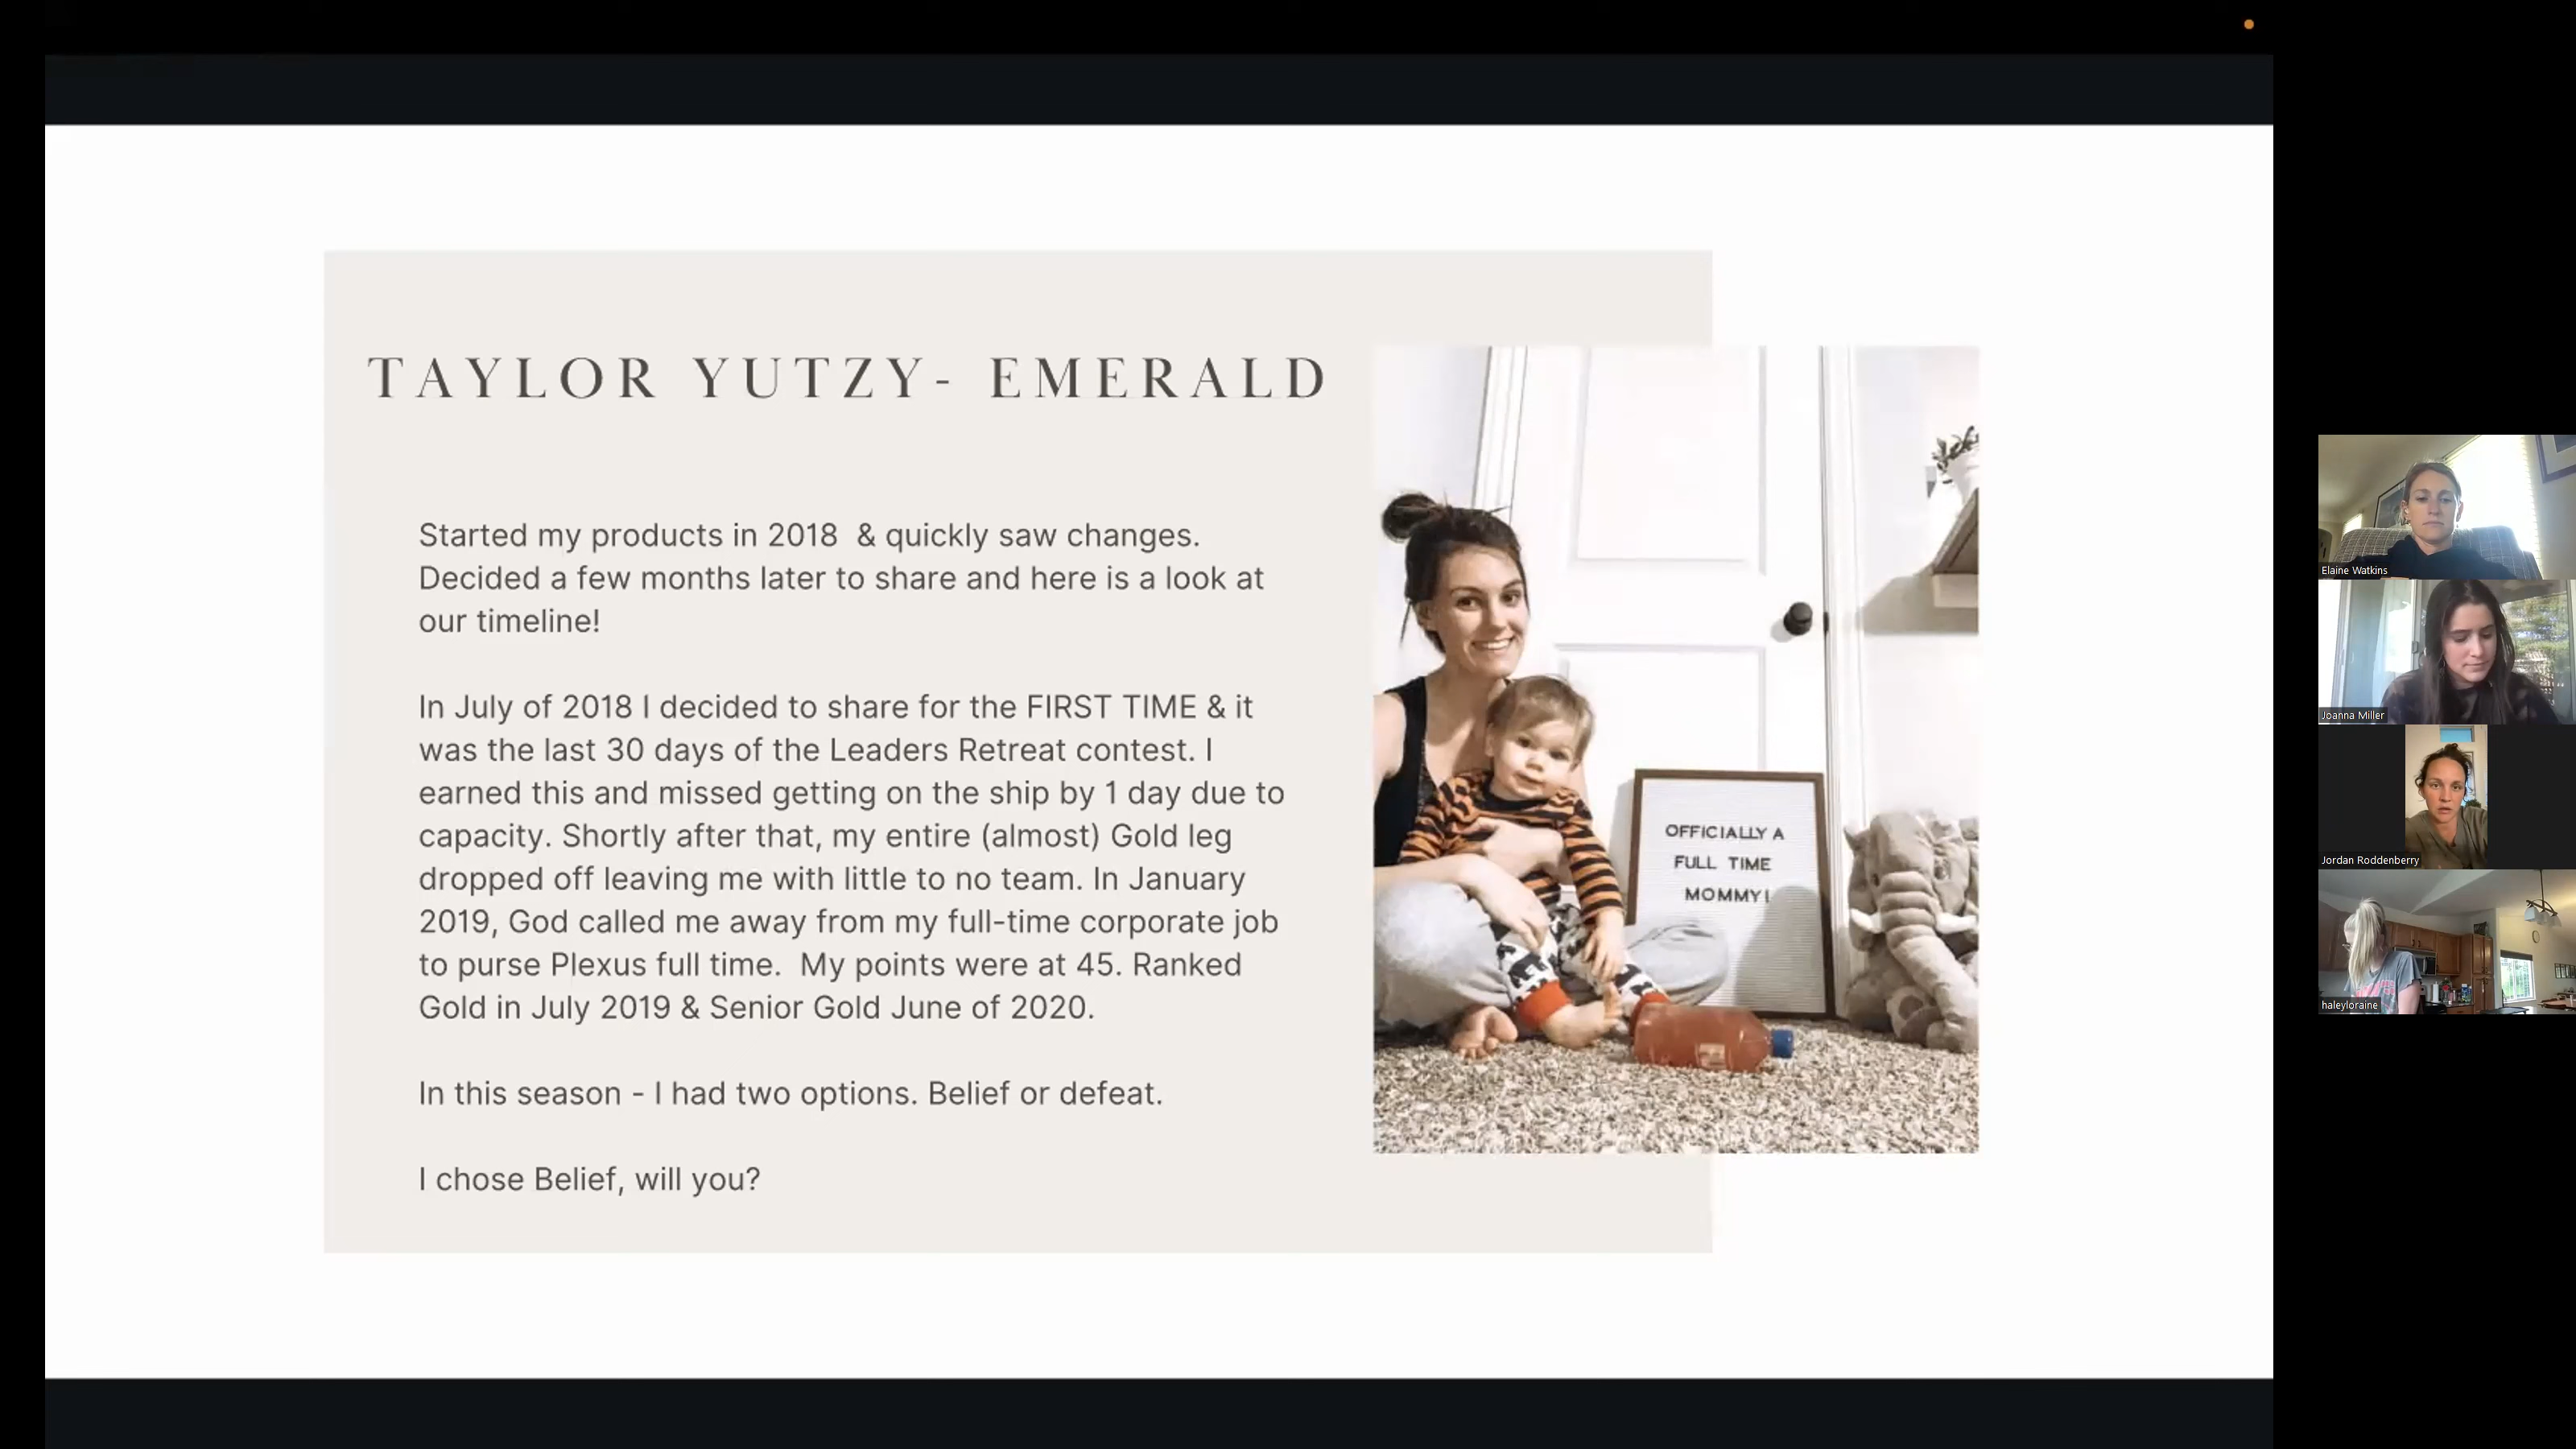 TAYLOR YUTZY- EMERALD
Started my products in 2018 & quickly saw changes.
Decided a few months later to share and here is a look at
our timeline!
In July of 2018 I decided to share for the FIRST TIME & it
was the last 30 days of the Leaders Retreat contest. I
earned this and missed getting on the ship by 1 day due to
capacity. Shortly after that, my entire (almost) Gold leg
dropped off leaving me with little to no team. In January
2019, God called me away from my full-time corporate job
to purse Plexus full time. My points were at 45. Ranked
Gold in July 2019 & Senior Gold June of 2020.
In this season - I had two options. Belief or defeat.
I chose Belief, will you?
OFFICIALLY A
FULL TIME
MOMMY!
Elaine Watkins
Joanna Miller
Jordan Roddenberry
haleyloraine